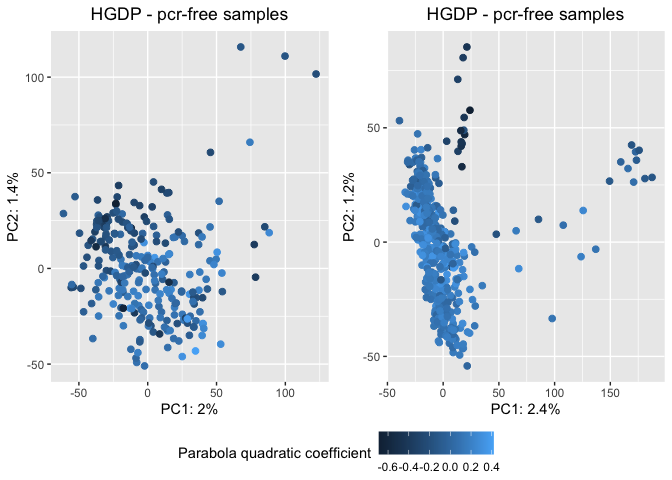 HGDP - pcr-free samples
PC2: 1.4%
100
50
0
-50
-50
0
50
100
PC1: 2%
HGDP - pcr-free samples
PC2: 1.2%
50
0
-50
-50
0
50
100
150
PC1: 2.4%
Parabola quadratic coefficient
-0.6-0.4-0.2 0.0 0.2 0.4